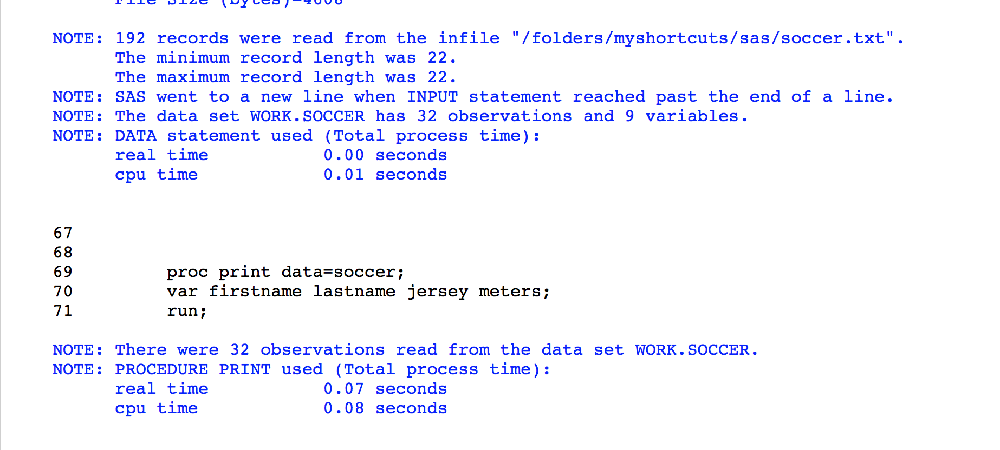 File Size (bytes)=4608
NOTE: 192 records were read from the infile "/folders/myshortcuts/sas/soccer.txt".
The minimum record length was 22.
The maximum record length was 22.
NOTE: SAS went to a new line when INPUT statement reached past the end of a line.
NOTE: The data set WORK.SOCCER has 32 observations and 9 variables.
NOTE: DATA statement used (Total process time):
real time 0.00 seconds
cpu time 0.01 seconds
67
68
69 proc print data=soccer;
70 var firstname lastname jersey meters;
71 run;
NOTE: There were 32 observations read from the data set WORK.SOCCER.
NOTE: PROCEDURE PRINT used (Total process time):
real time 0.07 seconds
cpu time 0.08 seconds